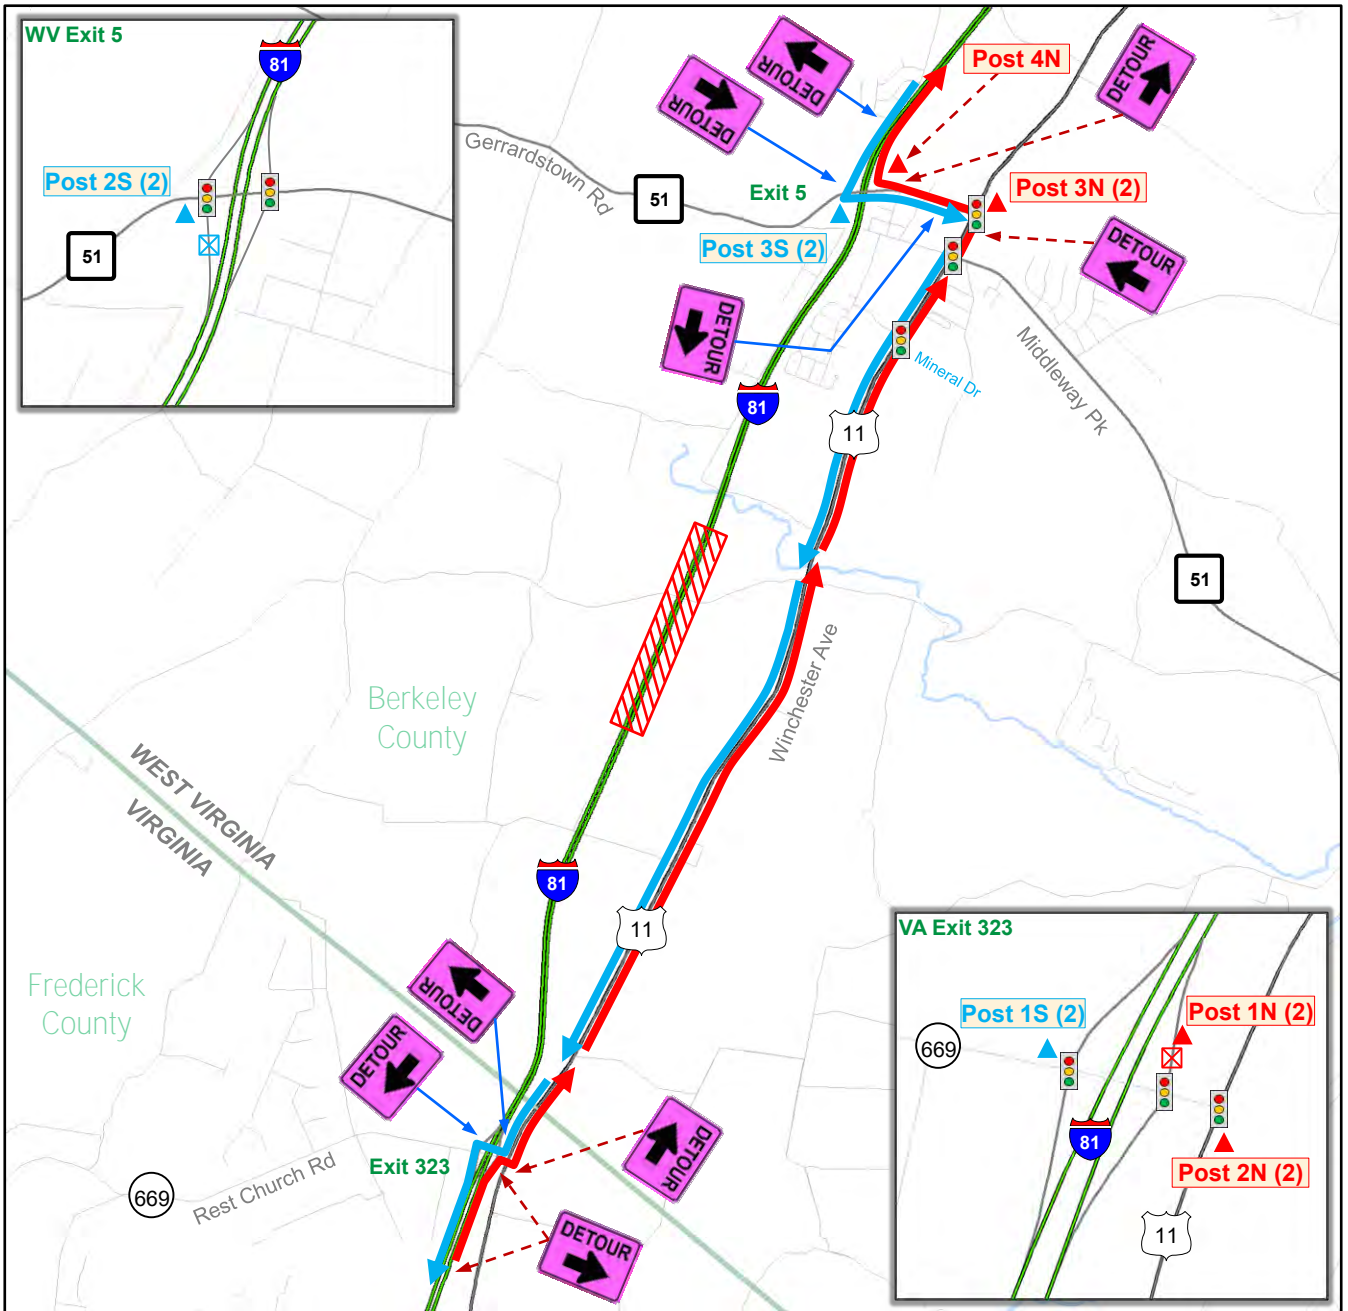 WV Exit 5
81
Post 2S (2)
51
DETOUR
DETOUR
Post 4N
DETOUR
Gerrardstown Rd
51
Exit 5
Post 3N (2)
Post 3S (2)
DETOUR
DETOUR
Mineral Dr
Middleway Pk
81
11
51
Winchester Ave
Berkeley
County
WEST VIRGINIA
VIRGINIA
81
11
Frederick
County
DETOUR
DETOUR
Exit 323
Rest Church Rd
669
DETOUR
DETOUR
VA Exit 323
Post 1S (2)
Post 1N (2)
669
81
Post 2N (2)
11